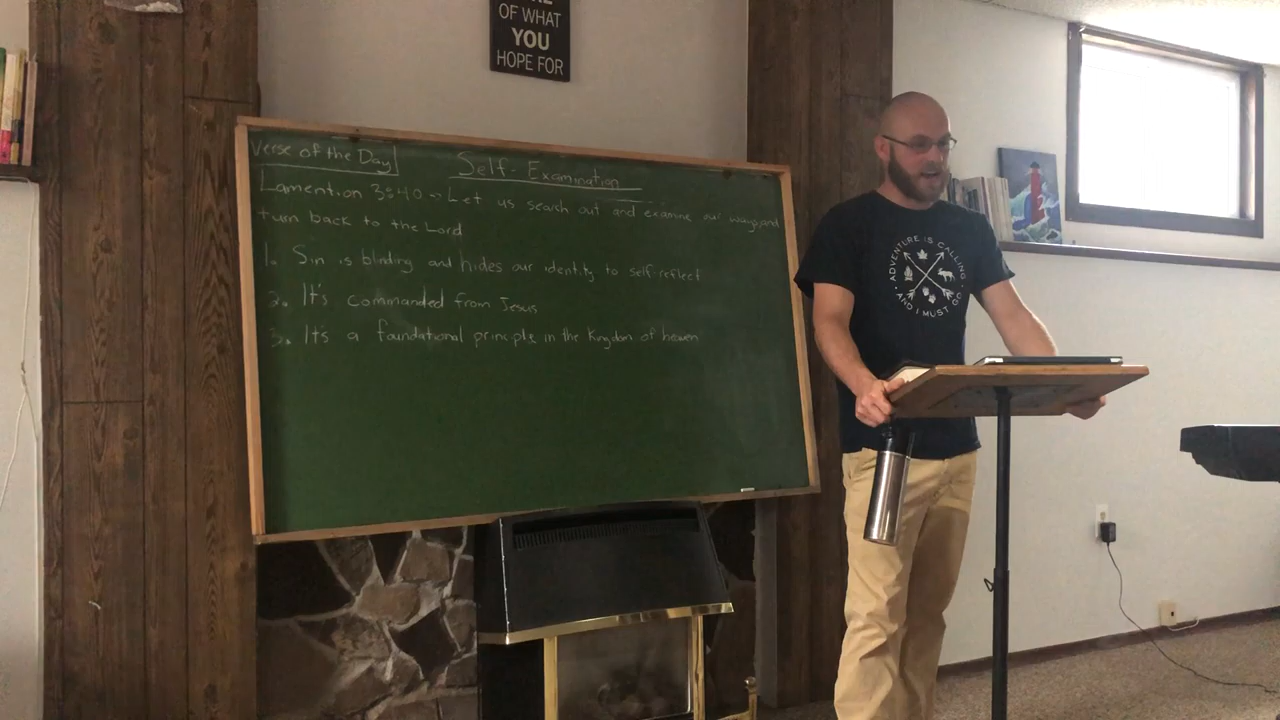 OF WHAT
YOU
HOPE FOR
Verse of the Day
Self-Examination
Lamention 3:40 -> Let us search out and examine our ways, and
turn back to the Lord
1. Sin is blinding and hides our identity to self-reflect
2. It's commanded from Jesus
3. It's a foundational principle in the Kingdom of heaven
ADVENTURE IS CALLING
AND I MUST GO